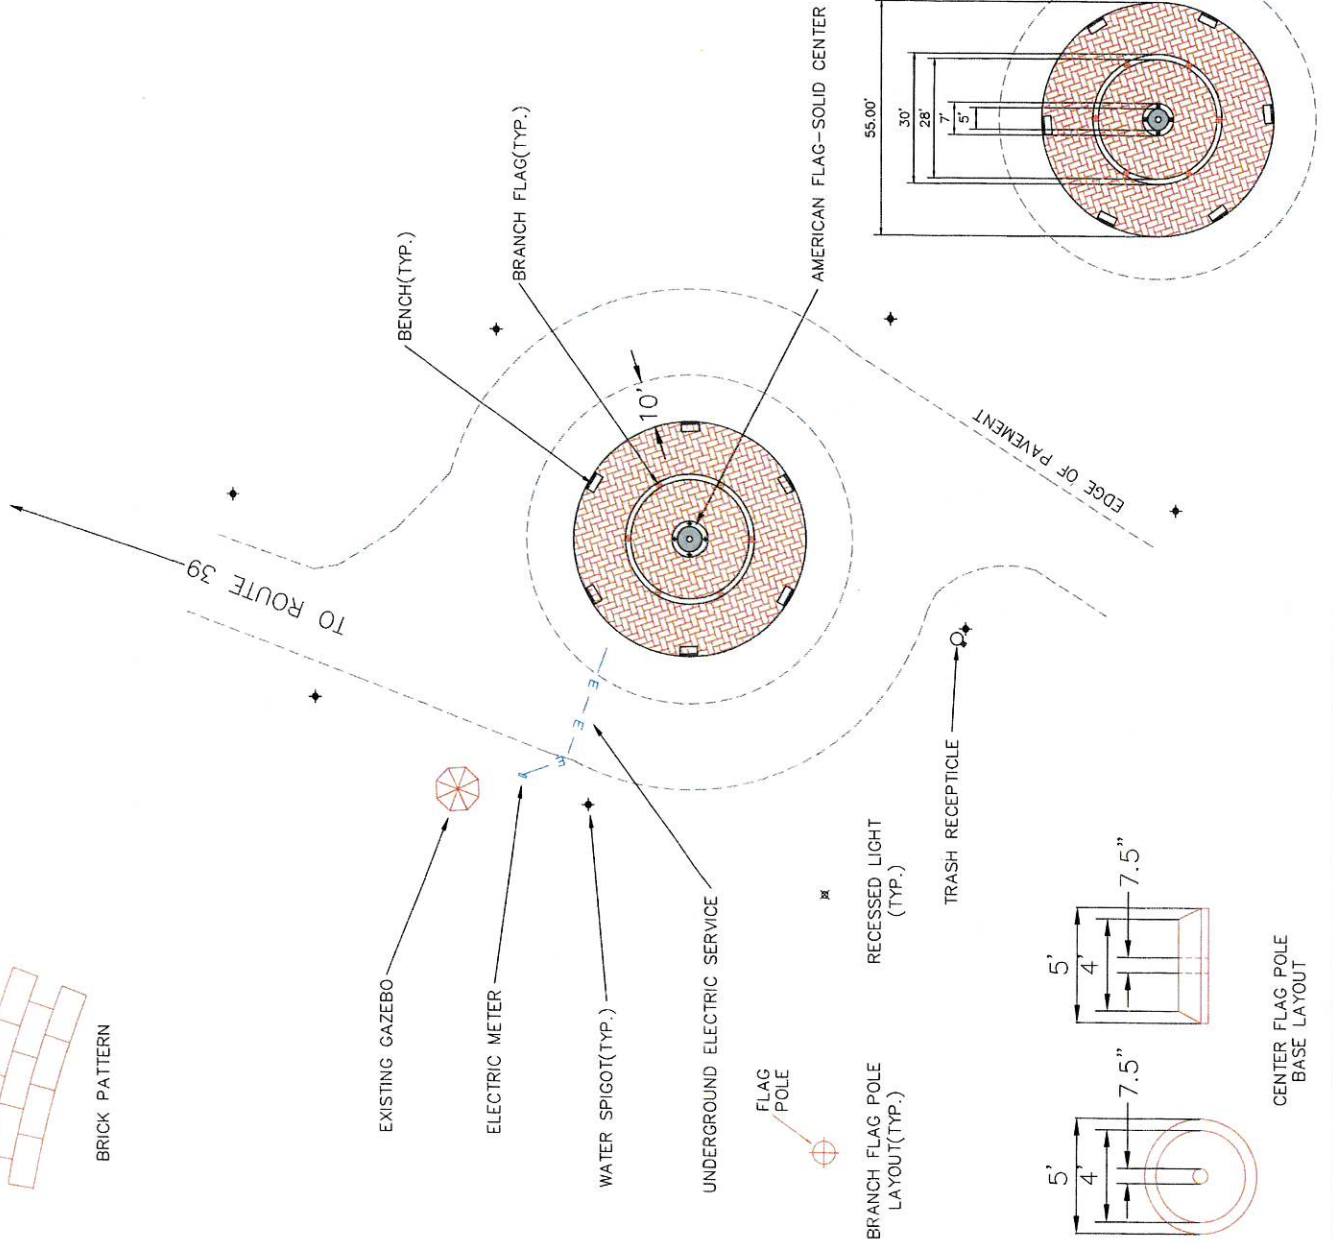 BRICK PATTERN
TO ROUTE 39
BENCH(TYP.)
BRANCH FLAG(TYP.)
AMERICAN FLAG-SOLID CENTER
10'
EDGE OF PAVEMENT
55.00'
30'
28'
7'
5'
E
E
E
EXISTING GAZEBO
ELECTRIC METER
WATER SPIGOT(TYP.)
UNDERGROUND ELECTRIC SERVICE
FLAG
POLE
BRANCH FLAG POLE
LAYOUT(TYP.)
RECESSED LIGHT
(TYP.)
TRASH RECEPTICLE
5'
4'
7.5"
5'
4'
7.5"
CENTER FLAG POLE
BASE LAYOUT